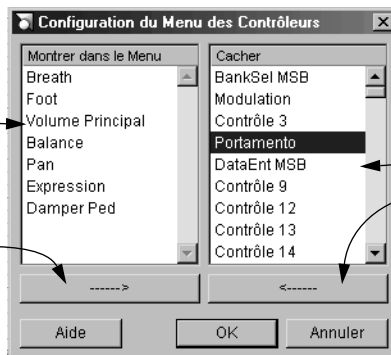 Configuration du Menu des Contrôleurs
Montrer dans le Menu
Breath
Foot
Volume Principal
Balance
Pan
Expression
Damper Ped
Cacher
BankSel MSB
Modulation
Contrôle 3
Portamento
DataEnt MSB
Contrôle 9
Contrôle 12
Contrôle 13
Contrôle 14
------>
<------
Aide
OK
Annuler